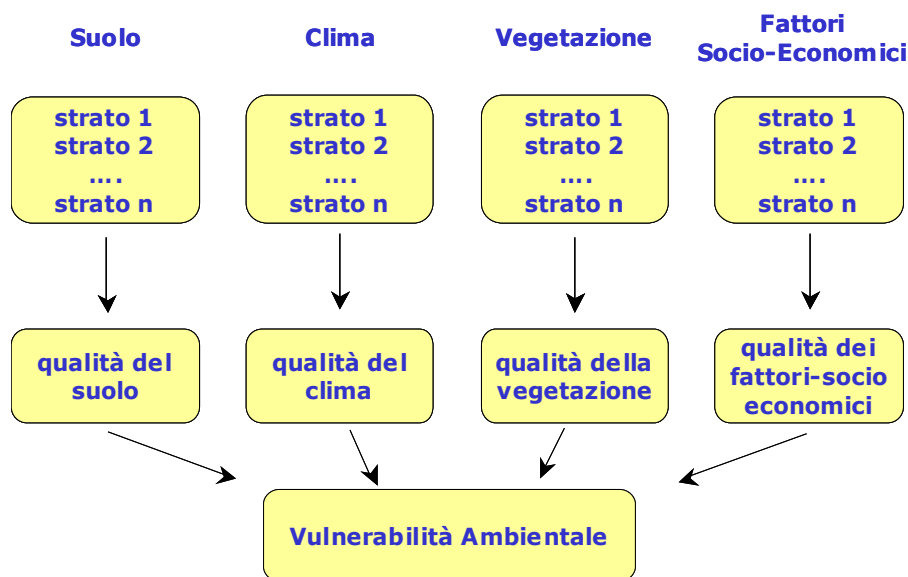 Suolo
Clima
Vegetazione
Fattori
Socio-Economici
strato 1
strato 2
....
strato n
strato 1
strato 2
....
strato n
strato 1
strato 2
....
strato n
strato 1
strato 2
....
strato n
qualità del
suolo
qualità del
clima
qualità della
vegetazione
qualità dei
fattori-socio
economici
Vulnerabilità Ambientale